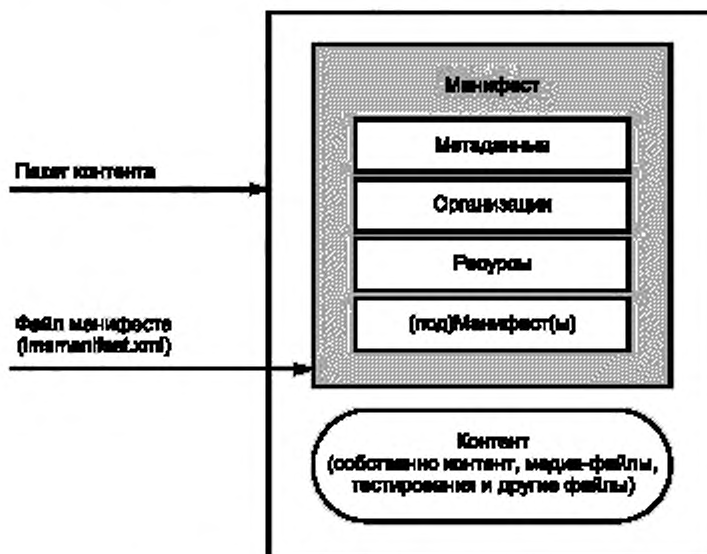 Манифест
Метаданные
Пакет контента
Организации
Ресурсы
Файл манифеста
(imsmanifest.xml)
(под)Манифест(ы)
Контент
(собственно контент, медиа-файлы,
тестирования и другие файлы)